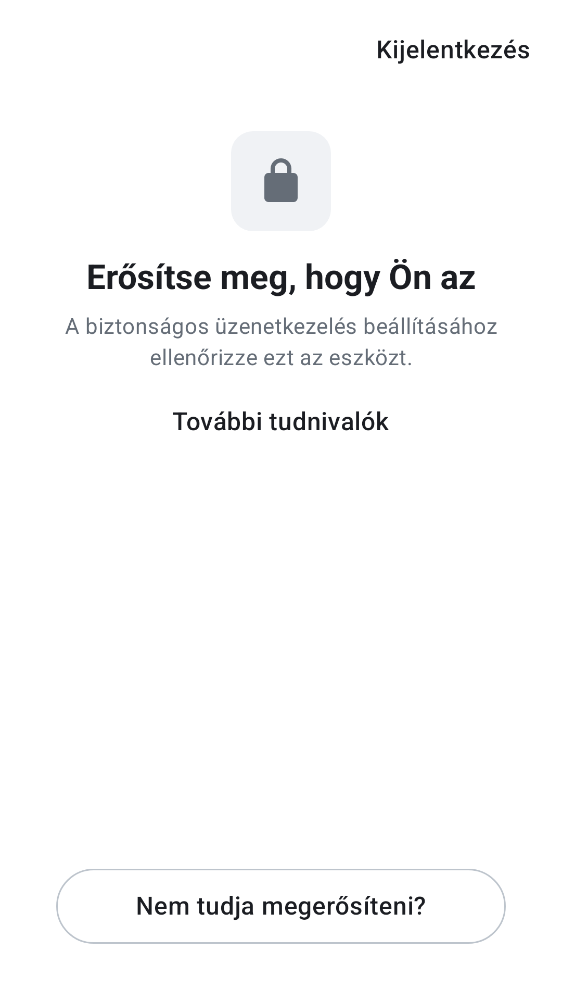 Kijelentkezés
Erősítse meg, hogy Ön az
A biztonságos üzenetkezelés beállításához
ellenőrizze ezt az eszközt.
További tudnivalók
Nem tudja megerősíteni?